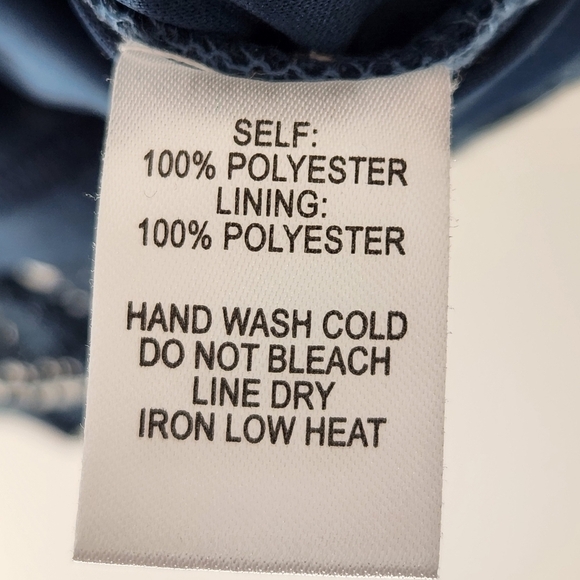 SELF:
100% POLYESTER
LINING:
100% POLYESTER
HAND WASH COLD
DO NOT BLEACH
LINE DRY
IRON LOW HEAT